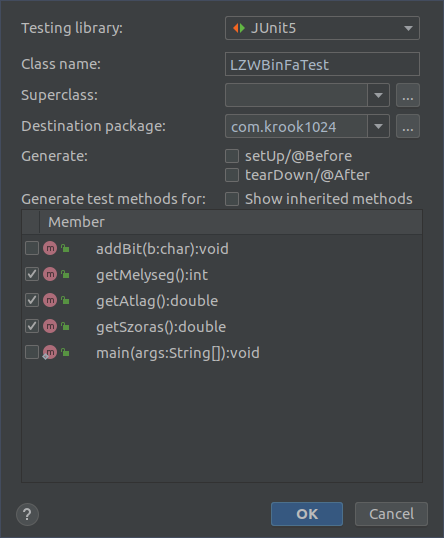 Testing library: JUnit5
Class name: LZWBinFaTest
Superclass: ...
Destination package: com.krook1024 ...
Generate: setUp/@Before
tearDown/@After
Generate test methods for: Show inherited methods
Member
m addBit(b:char):void
m getMelyseg():int
m getAtlag():double
m getSzoras():double
m main(args:String[]):void
? OK Cancel